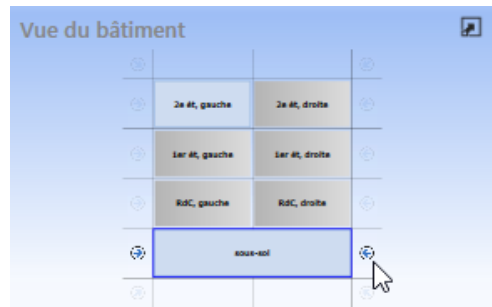 Vue du bâtiment
2e ét, gauche 2e ét, droite
1er ét, gauche 1er ét, droite
RdC, gauche RdC, droite
sous-sol